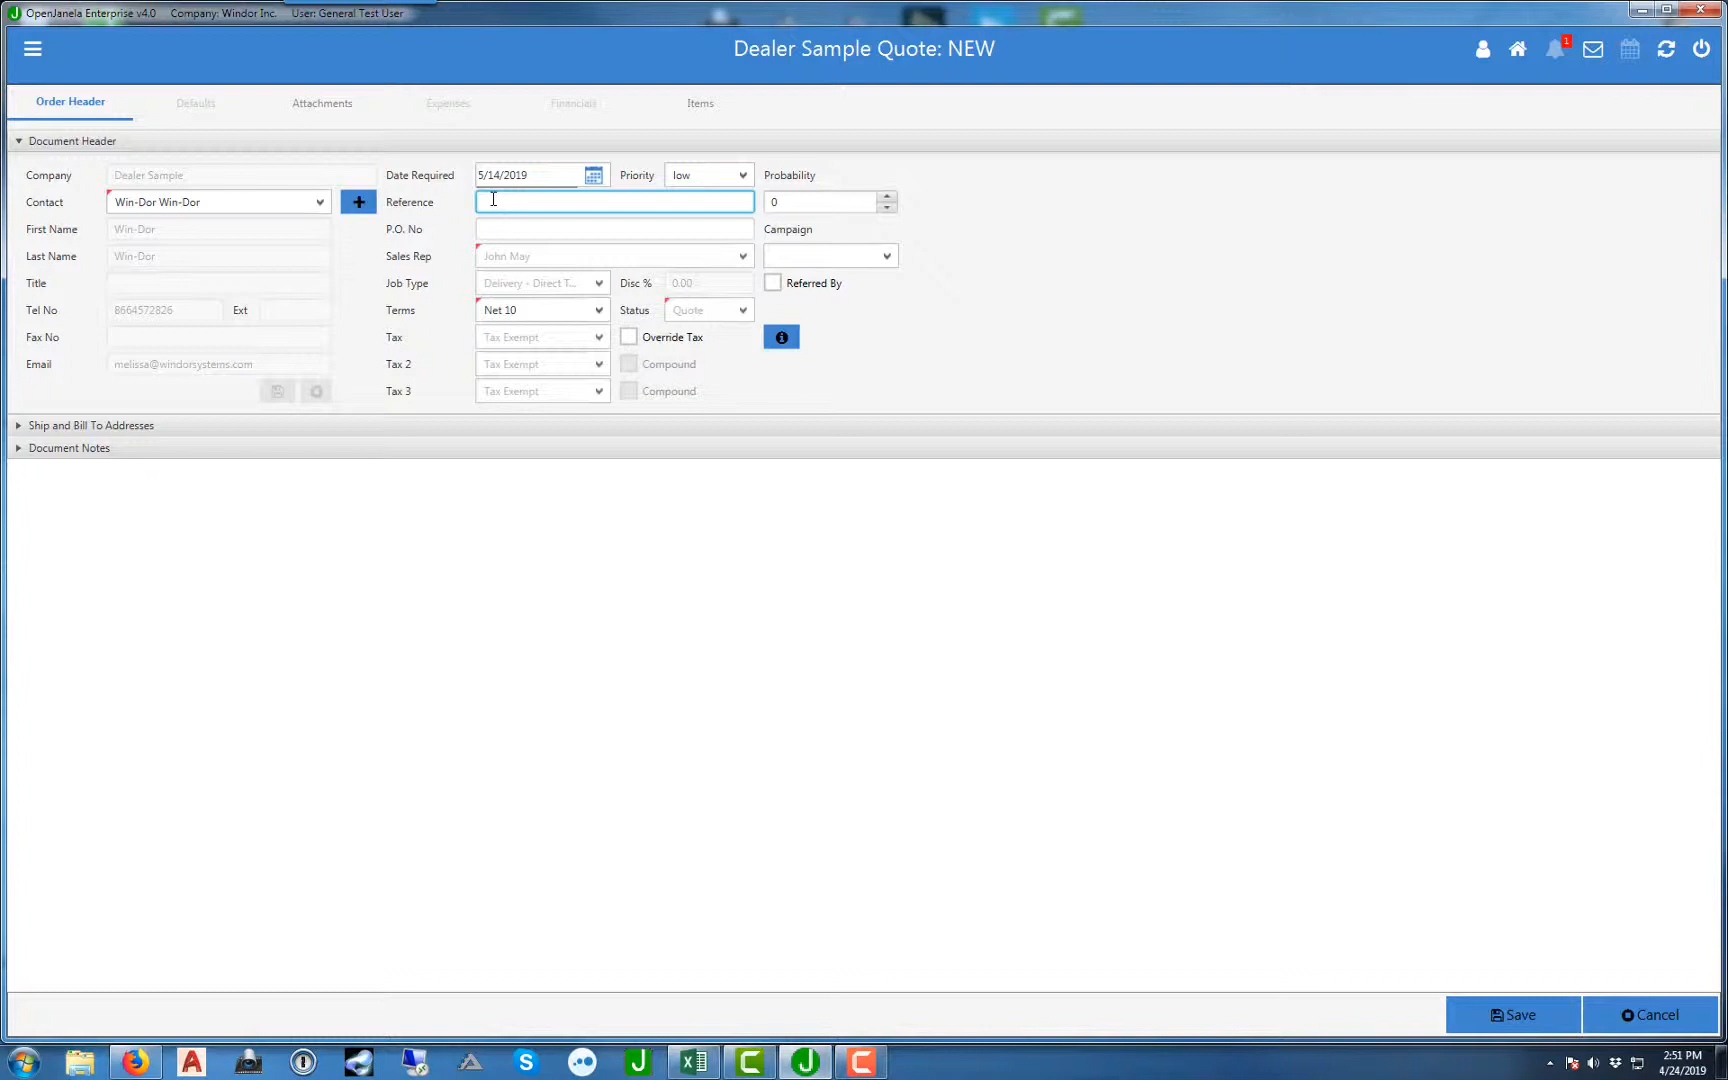 OpenJanela Enterprise v4.0 Company: Windor Inc. User: General Test User
Dealer Sample Quote: NEW
1
Order Header Defaults Attachments Expenses Financials Items
Document Header
Company Dealer Sample Date Required 5/14/2019 Priority low Probability
Contact Win-Dor Win-Dor Reference 0
First Name Win-Dor P.O. No Campaign
Last Name Win-Dor Sales Rep John May
Title Job Type Delivery - Direct T... Disc % 0.00 Referred By
Tel No 8664572826 Ext Terms Net 10 Status Quote
Fax No Tax Tax Exempt Override Tax
Email melissa@windorsystems.com Tax 2 Tax Exempt Compound
Tax 3 Tax Exempt Compound
Ship and Bill To Addresses
Document Notes
Save Cancel
2:51 PM
4/24/2019